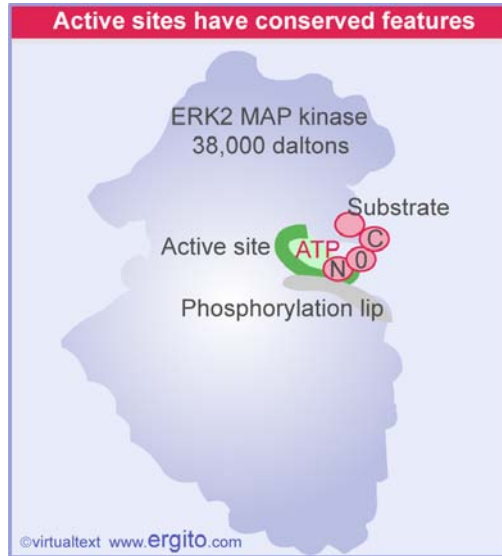 Active sites have conserved features
ERK2 MAP kinase
38,000 daltons
Substrate
Active site
ATP
C
0
N
Phosphorylation lip
©virtualtext www.ergito.com